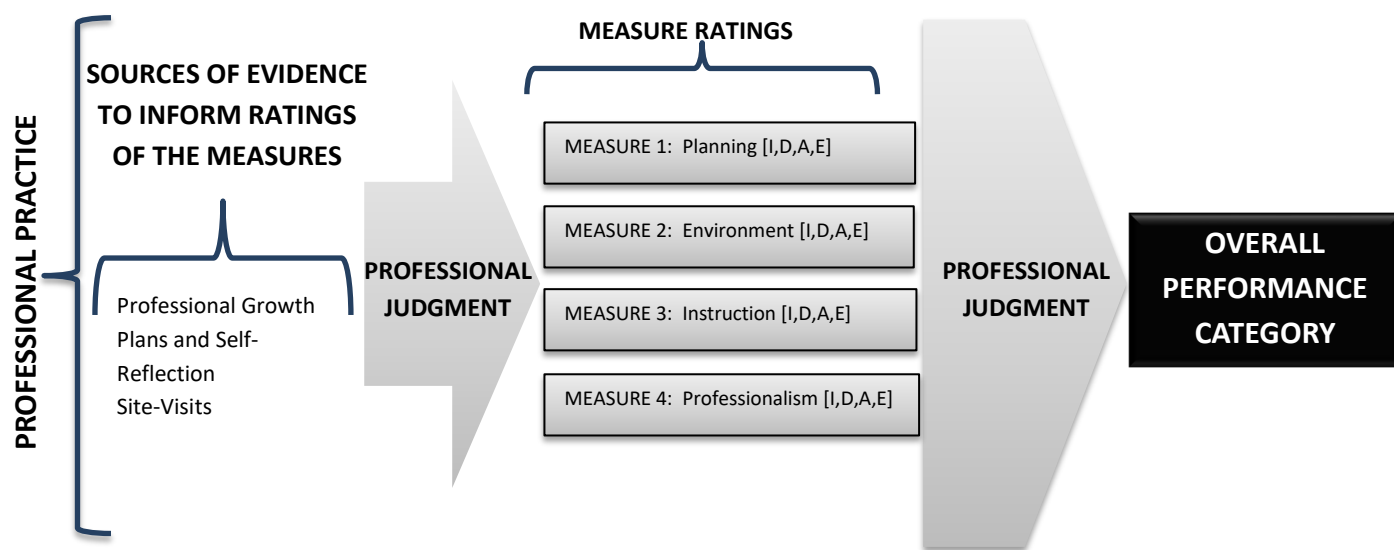 PROFESSIONAL PRACTICE
SOURCES OF EVIDENCE
TO INFORM RATINGS
OF THE MEASURES
Professional Growth
Plans and Self-
Reflection
Site-Visits
PROFESSIONAL
JUDGMENT
MEASURE RATINGS
MEASURE 1: Planning [I,D,A,E]
MEASURE 2: Environment [I,D,A,E]
MEASURE 3: Instruction [I,D,A,E]
MEASURE 4: Professionalism [I,D,A,E]
PROFESSIONAL
JUDGMENT
OVERALL
PERFORMANCE
CATEGORY